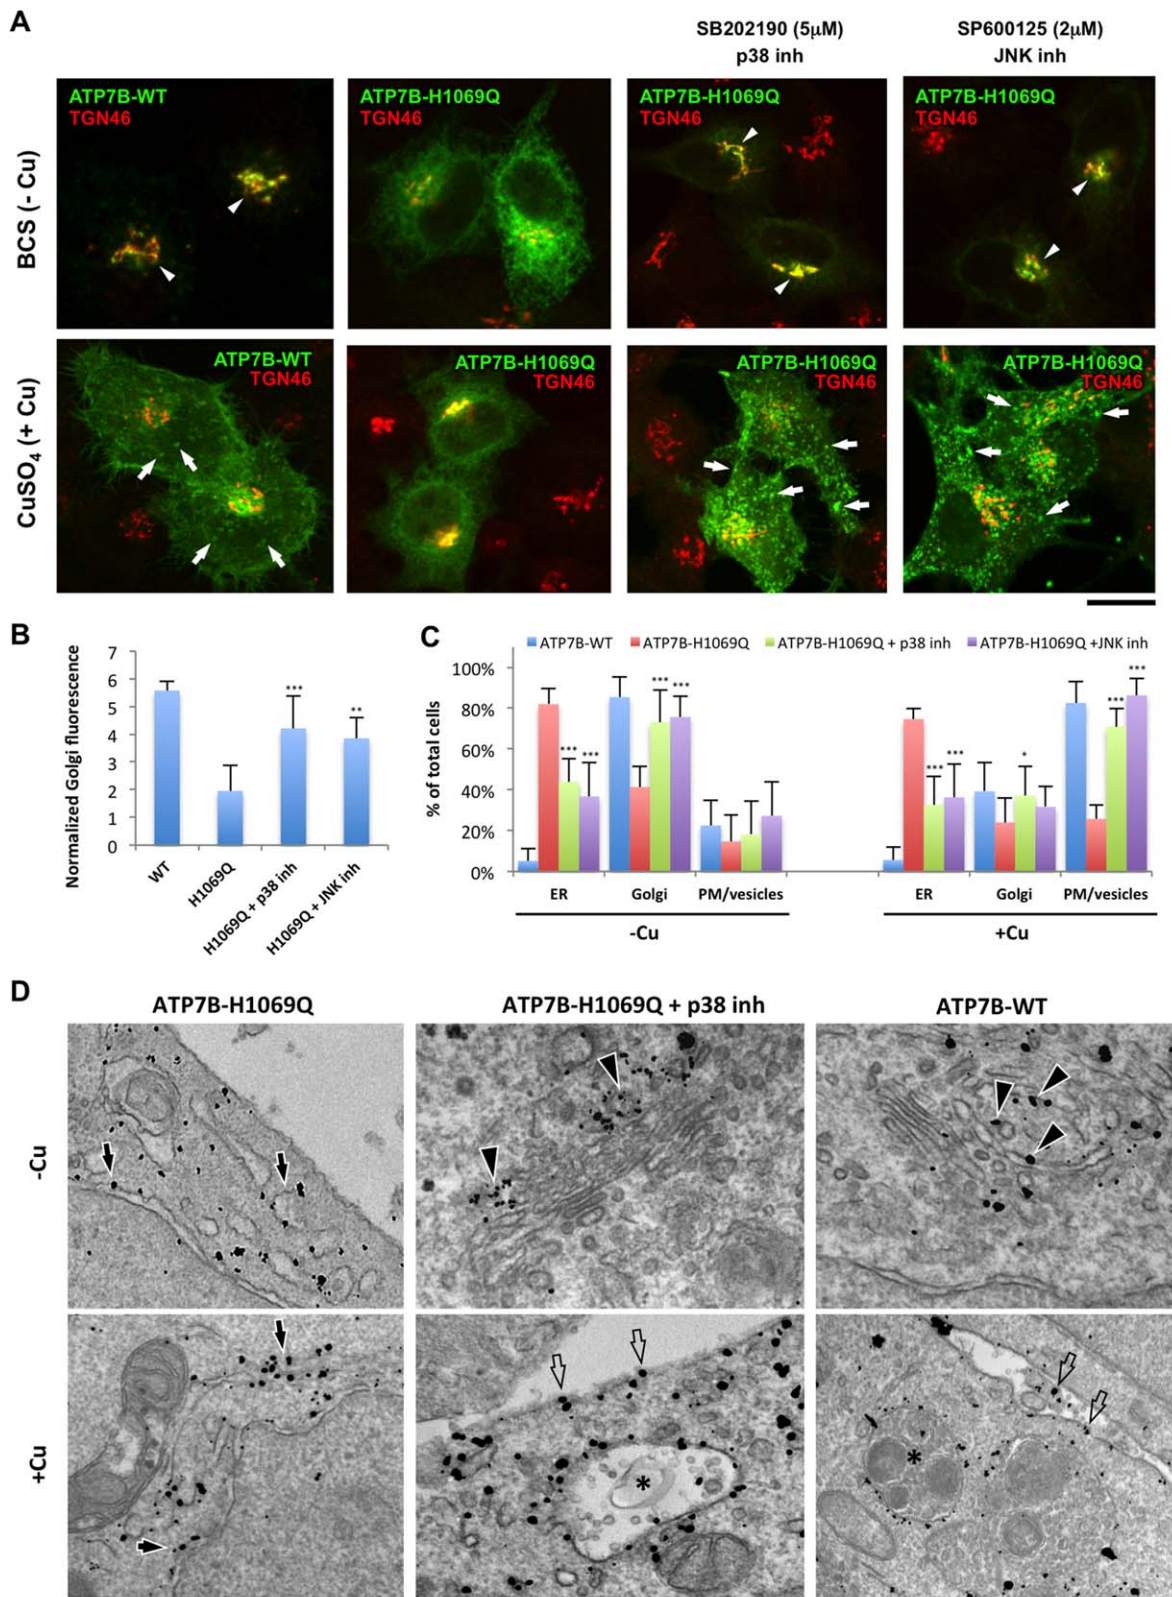 A
SB202190 (5μM)
p38 inh
SP600125 (2μM)
JNK inh
BCS (- Cu)
ATP7B-WT
TGN46
ATP7B-H1069Q
TGN46
ATP7B-H1069Q
TGN46
ATP7B-H1069Q
TGN46
CuSO4 (+ Cu)
ATP7B-WT
TGN46
ATP7B-H1069Q
TGN46
ATP7B-H1069Q
TGN46
ATP7B-H1069Q
TGN46
B
Normalized Golgi fluorescence
7
6
5
4
3
2
1
0
***
**
WT
H1069Q
H1069Q + p38 inh
H1069Q + JNK inh
C
ATP7B-WT ATP7B-H1069Q ATP7B-H1069Q + p38 inh ATP7B-H1069Q +JNK inh
% of total cells
100%
80%
60%
40%
20%
0%
*** *** *** *** *** *** * *** ***
ER Golgi PM/vesicles ER Golgi PM/vesicles
-Cu +Cu
D
ATP7B-H1069Q ATP7B-H1069Q + p38 inh ATP7B-WT
-Cu
+Cu
* *